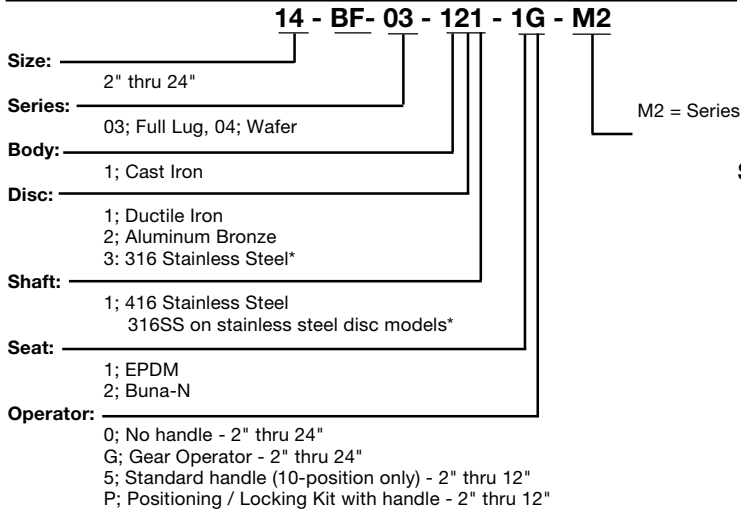 14 - BF- 03 - 121 - 1G - M2
Size:
2" thru 24"
Series:
03; Full Lug, 04; Wafer
M2 = Series
Body:
1; Cast Iron
Disc:
1; Ductile Iron
2; Aluminum Bronze
3: 316 Stainless Steel*
Shaft:
1; 416 Stainless Steel
316SS on stainless steel disc models*
Seat:
1; EPDM
2; Buna-N
Operator:
0; No handle - 2" thru 24"
G; Gear Operator - 2" thru 24"
5; Standard handle (10-position only) - 2" thru 12"
P; Positioning / Locking Kit with handle - 2" thru 12"